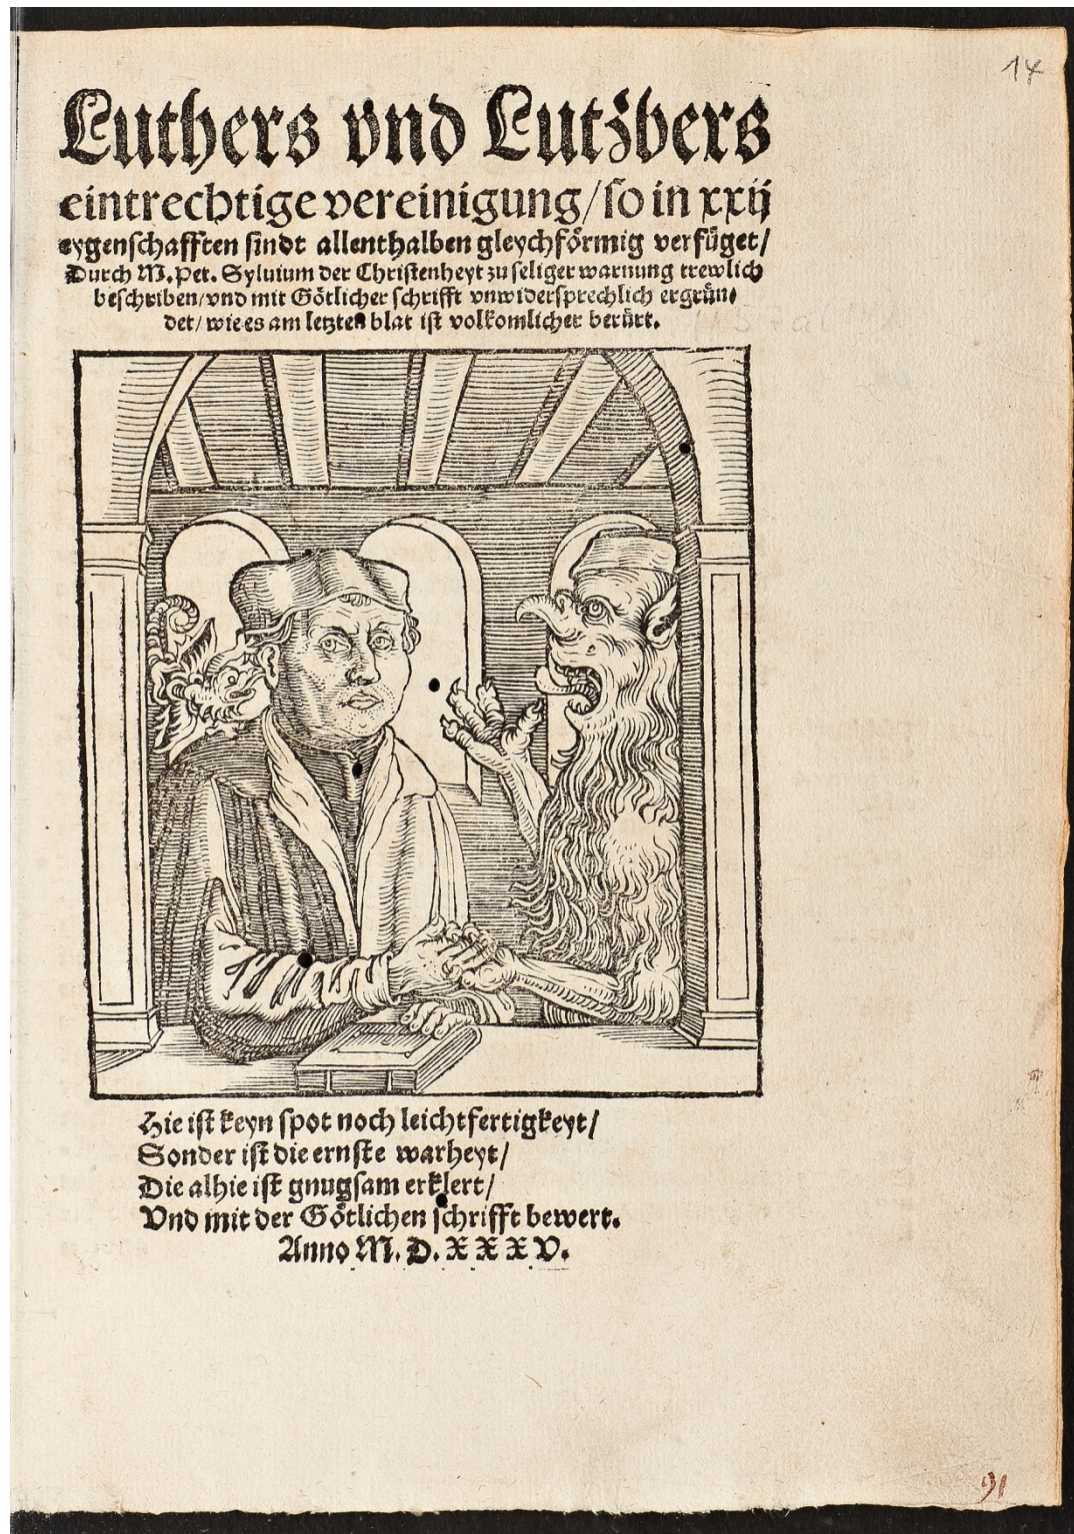 14
Luthers vnd Lutzbers
eintrechtige vereinigung/so in xxij
eygenschafften sindt allenthalben gleychförmig verfüget/
Durch M. Pet. Syluium der Christenheyt zu seliger warnung trewlich
beschriben/vnd mit Götlicher schrifft vnwidersprechlich ergrün⸗
det/wie es am letzten blat ist volkomlicher berürt.
Hie ist keyn spot noch leichtfertigkeyt/
Sonder ist die ernste warheyt/
Die alhie ist gnugsam erklert/
Vnd mit der Götlichen schrifft bewert.
Anno M. D. X X X V.
91